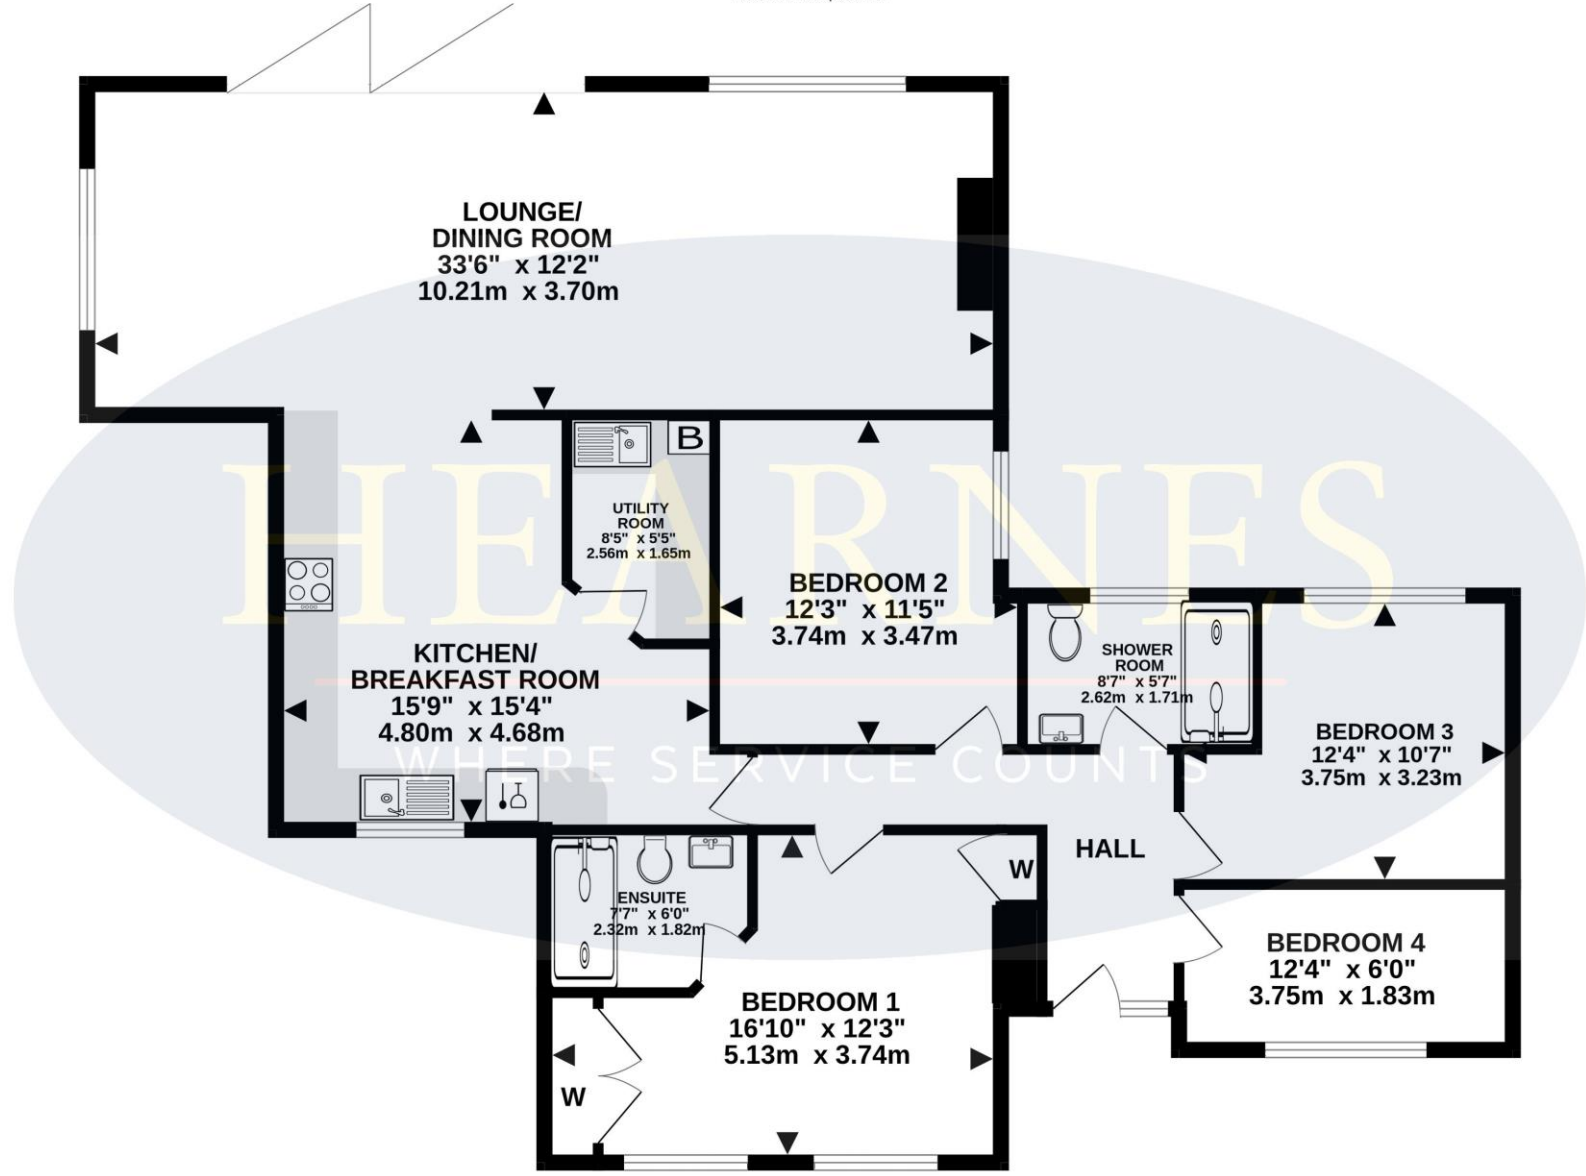 LOUNGE/
DINING ROOM
33'6" x 12'2"
10.21m x 3.70m
B
UTILITY
ROOM
8'5" x 5'5"
2.56m x 1.65m
HEARNES
BEDROOM 2
12'3" x 11'5"
3.74m x 3.47m
KITCHEN/
BREAKFAST ROOM
15'9" x 15'4"
4.80m x 4.68m
SHOWER
ROOM
8'7" x 5'7"
2.62m x 1.71m
BEDROOM 3
12'4" x 10'7"
3.75m x 3.23m
WHERE SERVICE COUNTS
HALL
W
ENSUITE
7'7" x 6'0"
2.32m x 1.82m
BEDROOM 4
12'4" x 6'0"
3.75m x 1.83m
BEDROOM 1
16'10" x 12'3"
5.13m x 3.74m
W